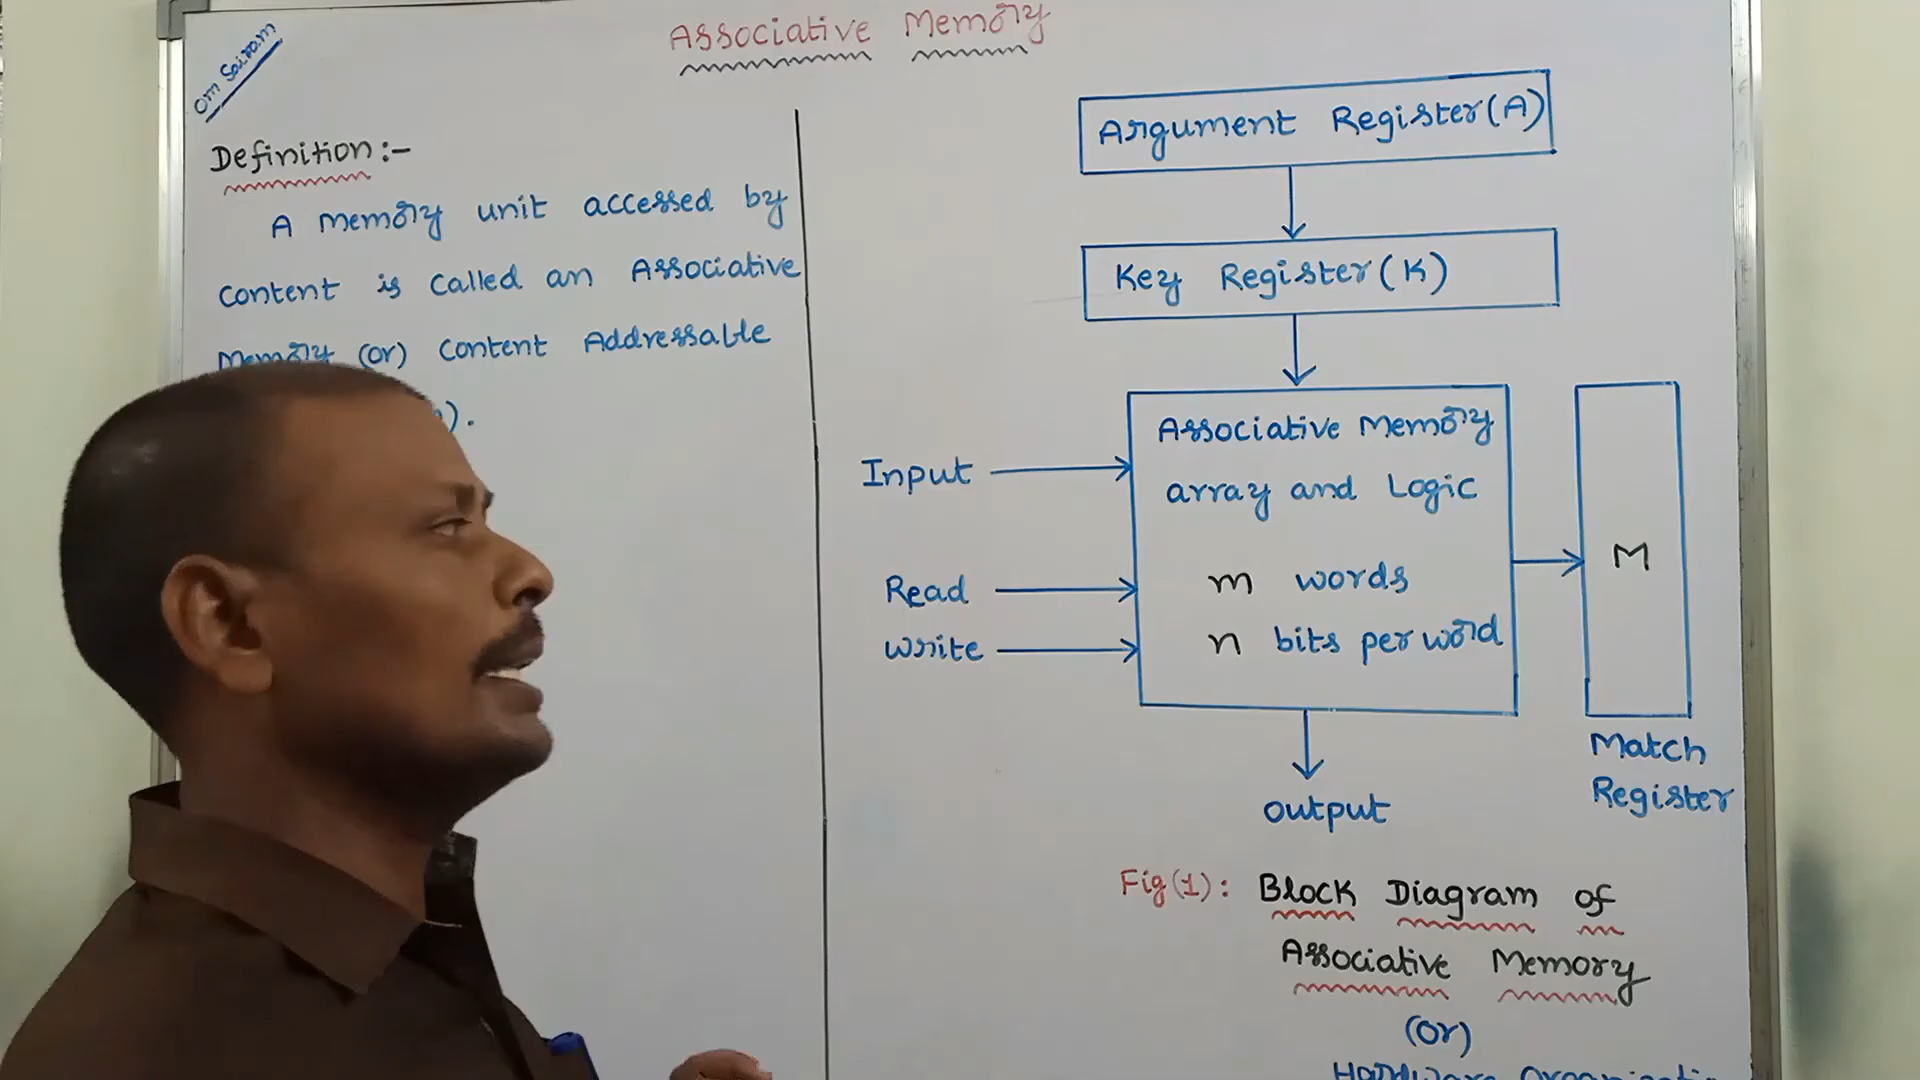 Associative Memory
Om Sairam
Definition:-
A Memory unit accessed by
Content is called an Associative
Memory (or) Content Addressable
).
Argument Register(A)
Key Register(K)
Associative Memory
array and Logic
m words
n bits per word
Input
Read
Write
M
Match
Register
output
Fig(1): Block Diagram of
Associative Memory
(or)
Hardware Organizati